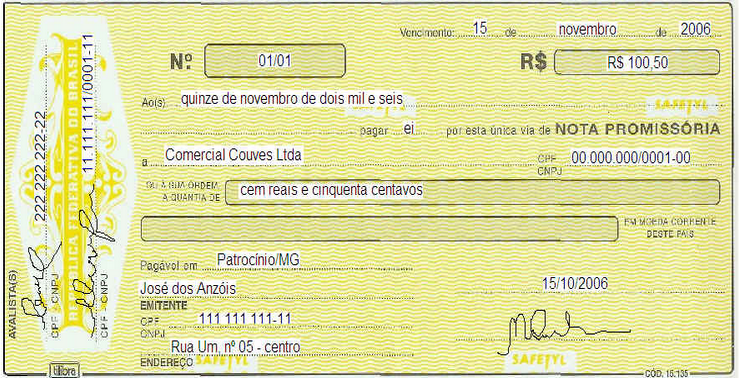 Vencimento: 15 de novembro de 2006
Nº 01/01 R$ R$ 100,50
Ao(s) quinze de novembro de dois mil e seis
SAFETYL
pagar ei por esta única via de NOTA PROMISSÓRIA
a Comercial Couves Ltda CPF CNPJ 00.000.000/0001-00
OU À SUA ORDEM A QUANTIA DE cem reais e cinquenta centavos
EM MOEDA CORRENTE DESTE PAÍS
Pagável em Patrocínio/MG
José dos Anzóis 15/10/2006
EMITENTE
CPF CNPJ 111 111 111-11
Rua Um, nº 05 - centro
ENDEREÇO SAFETYL SAFETYL
tilibra CÓD. 15.135
AVALISTA(S)
CPF CNPJ 222 222 222-22
REPÚBLICA FEDERATIVA DO BRASIL
CPF CNPJ 11.111.111/0001-11